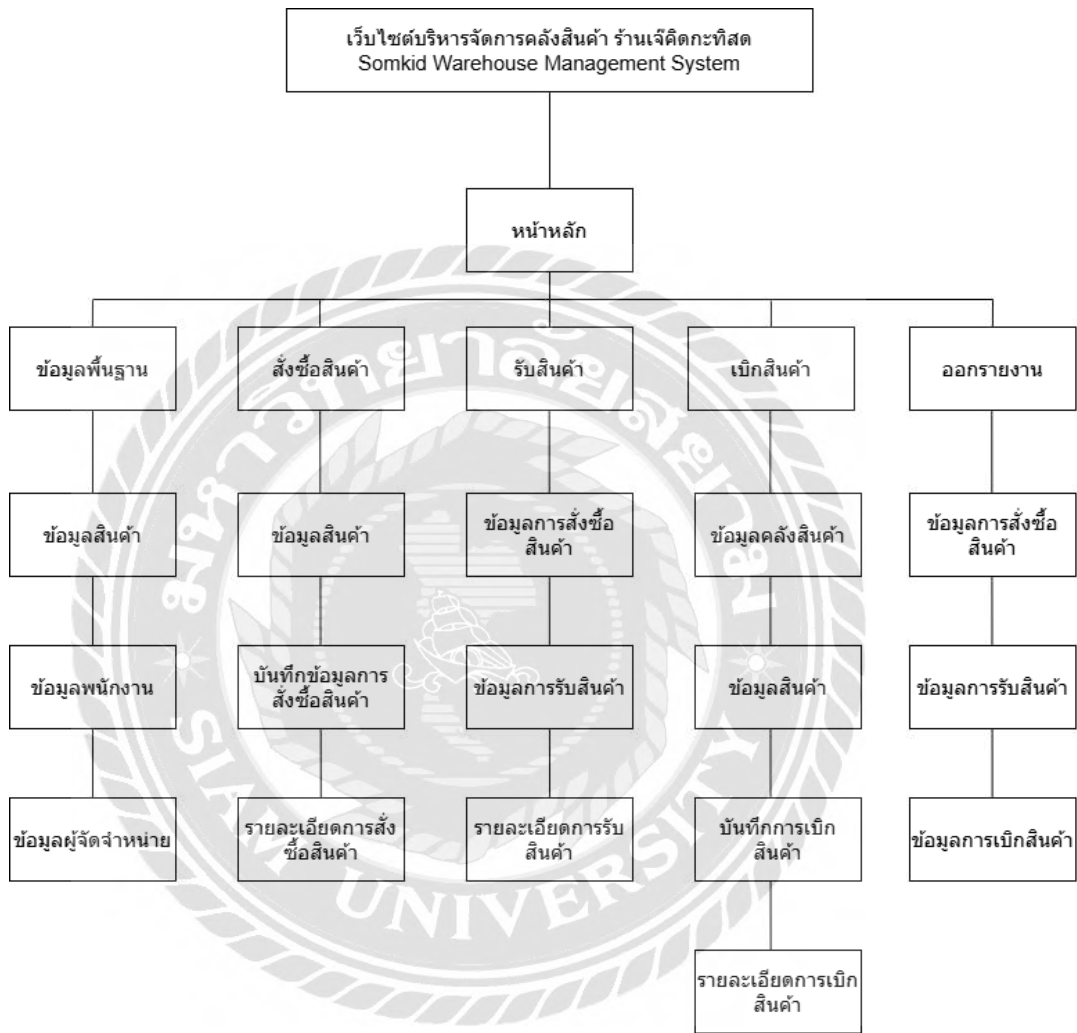 เว็บไซต์บริหารจัดการคลังสินค้า ร้านเจ๊คิดกะทิสด
Somkid Warehouse Management System
หน้าหลัก
ข้อมูลพื้นฐาน
สั่งซื้อสินค้า
รับสินค้า
เบิกสินค้า
ออกรายงาน
ข้อมูลสินค้า
ข้อมูลสินค้า
ข้อมูลการสั่งซื้อ
สินค้า
ข้อมูลคลังสินค้า
ข้อมูลการสั่งซื้อ
สินค้า
ข้อมูลพนักงาน
บันทึกข้อมูลการ
สั่งซื้อสินค้า
ข้อมูลการรับสินค้า
ข้อมูลสินค้า
ข้อมูลการรับสินค้า
ข้อมูลผู้จัดจำหน่าย
รายละเอียดการสั่ง
ซื้อสินค้า
รายละเอียดการรับ
สินค้า
บันทึกการเบิก
สินค้า
ข้อมูลการเบิกสินค้า
รายละเอียดการเบิก
สินค้า
มหาวิทยาลัยสยาม
SIAM UNIVERSITY